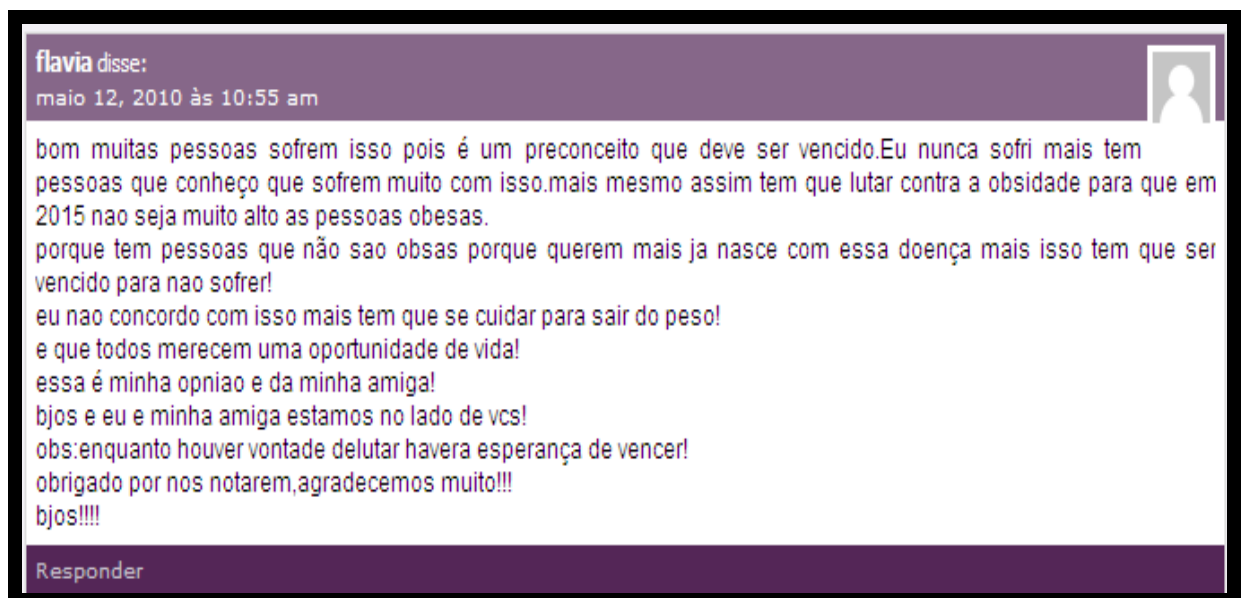 flavia disse:
maio 12, 2010 às 10:55 am
bom muitas pessoas sofrem isso pois é um preconceito que deve ser vencido.Eu nunca sofri mais tem
pessoas que conheço que sofrem muito com isso.mais mesmo assim tem que lutar contra a obsidade para que em
2015 nao seja muito alto as pessoas obesas.
porque tem pessoas que não sao obsas porque querem mais ja nasce com essa doença mais isso tem que ser
vencido para nao sofrer!
eu nao concordo com isso mais tem que se cuidar para sair do peso!
e que todos merecem uma oportunidade de vida!
essa é minha opniao e da minha amiga!
bjos e eu e minha amiga estamos no lado de vcs!
obs:enquanto houver vontade delutar havera esperança de vencer!
obrigado por nos notarem,agradecemos muito!!!
bjos!!!!
Responder